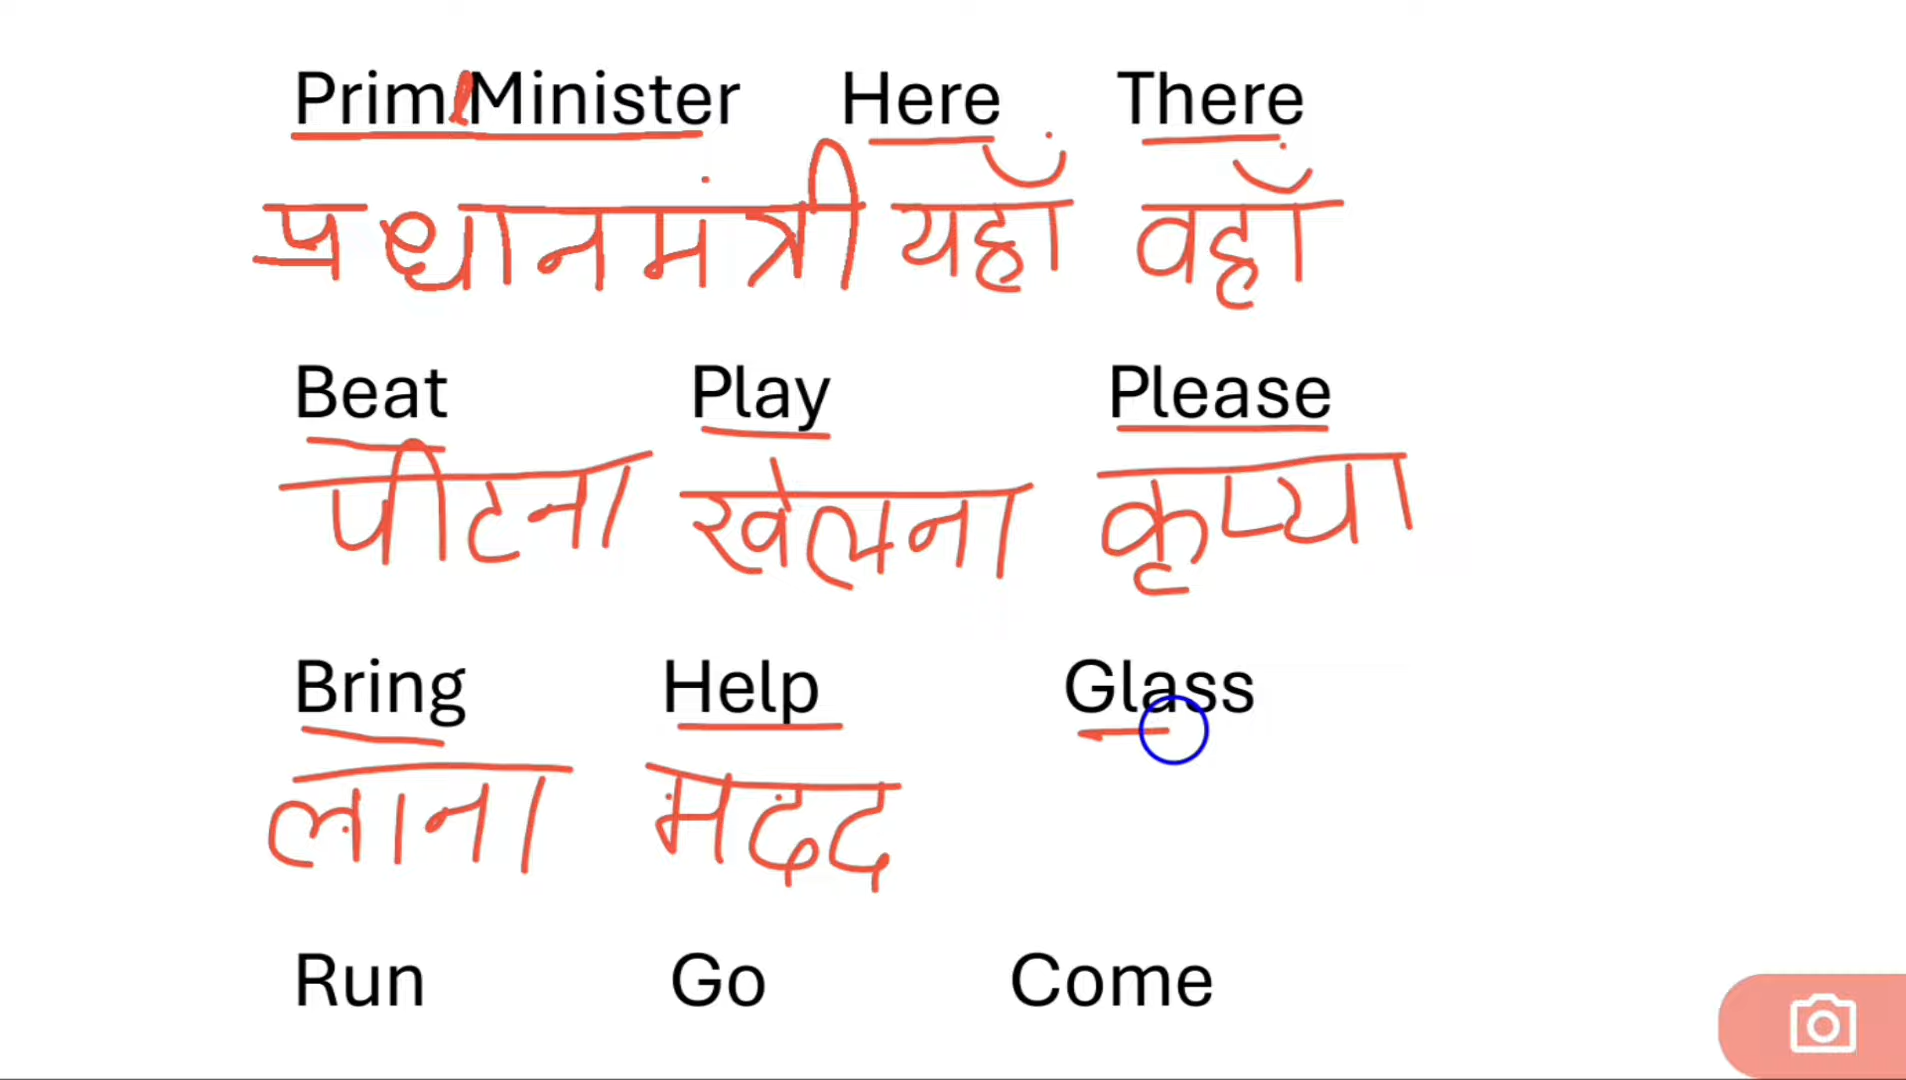 Prim Minister Here There
प्रधानमंत्री यहाँ वहाँ
Beat Play Please
पीटना खेलना कृप्या
Bring Help Glass
लाना मदद
Run Go Come